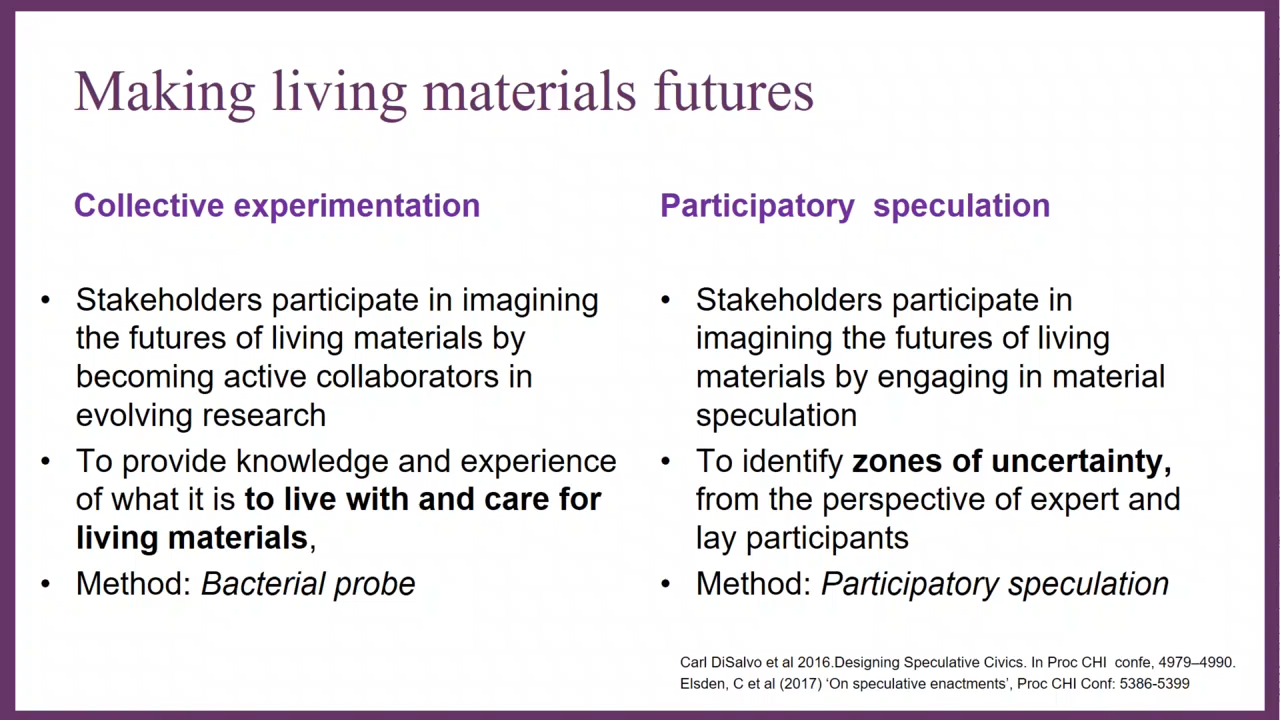 Making living materials futures
Collective experimentation
• Stakeholders participate in imagining
the futures of living materials by
becoming active collaborators in
evolving research
• To provide knowledge and experience
of what it is to live with and care for
living materials,
• Method: Bacterial probe
Participatory  speculation
• Stakeholders participate in
imagining the futures of living
materials by engaging in material
speculation
• To identify zones of uncertainty,
from the perspective of expert and
lay participants
• Method: Participatory speculation
Carl DiSalvo et al 2016.Designing Speculative Civics. In Proc CHI  confe, 4979–4990.
Elsden, C et al (2017) ‘On speculative enactments’, Proc CHI Conf: 5386-5399